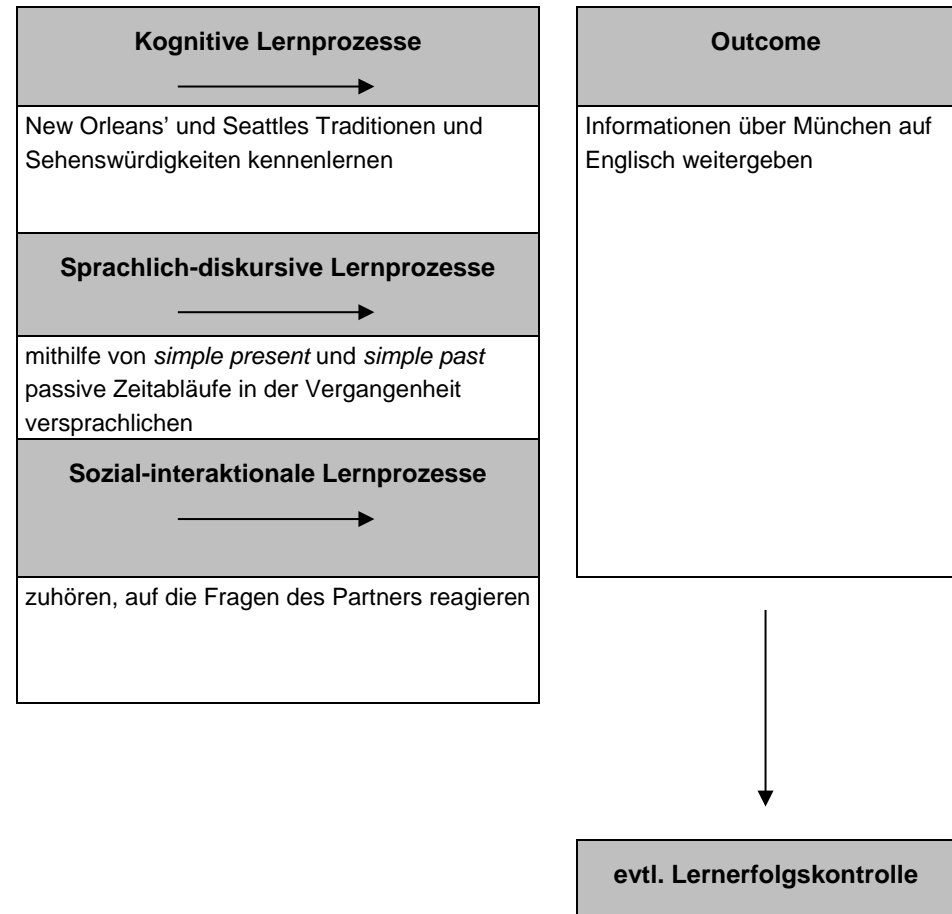 Kognitive Lernprozesse
New Orleans’ und Seattles Traditionen und
Sehenswürdigkeiten kennenlernen
Sprachlich-diskursive Lernprozesse
mithilfe von simple present und simple past
passive Zeitabläufe in der Vergangenheit
versprachlichen
Sozial-interaktionale Lernprozesse
zuhören, auf die Fragen des Partners reagieren
Outcome
Informationen über München auf
Englisch weitergeben
evtl. Lernerfolgskontrolle